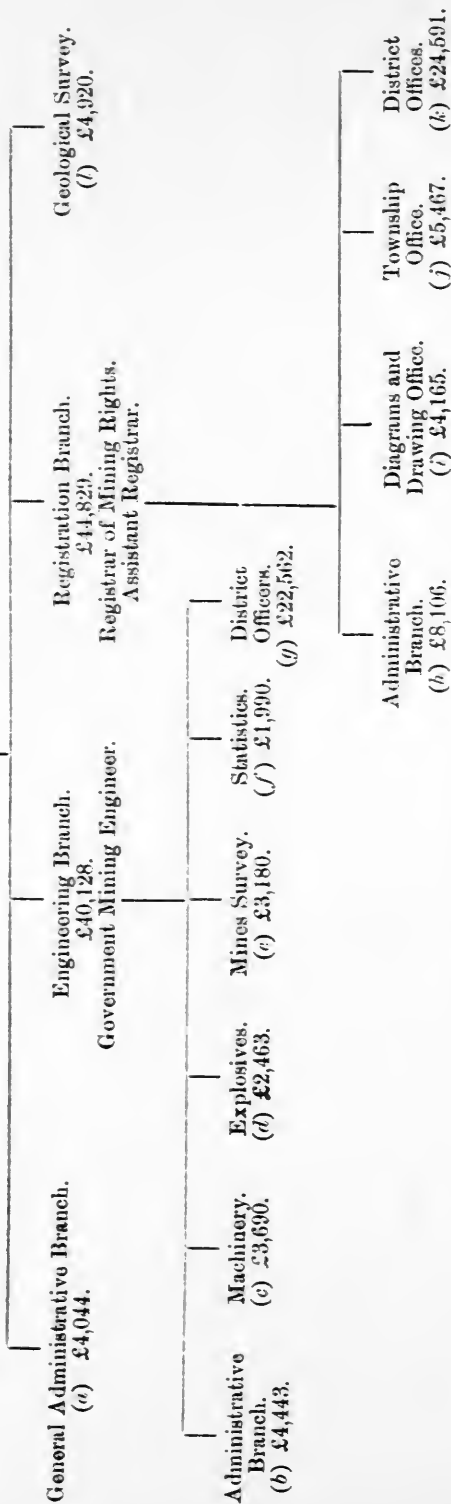 General Administrative Branch.
(a) £4,044.
Engineering Branch.
£40,128.
Government Mining Engineer.
Registration Branch.
£44,829.
Registrar of Mining Rights.
Assistant Registrar.
Geological Survey.
(l) £4,920.
Administrative
Branch.
(b) £4,443.
Machinery.
(c) £3,690.
Explosives.
(d) £2,463.
Mines Survey.
(e) £3,180.
Statistics.
(f) £1,990.
District
Officers.
(g) £22,562.
Administrative
Branch.
(h) £8,106.
Diagrams and
Drawing Office.
(i) £4,165.
Township
Office.
(j) £5,467.
District
Offices.
(k) £24,591.